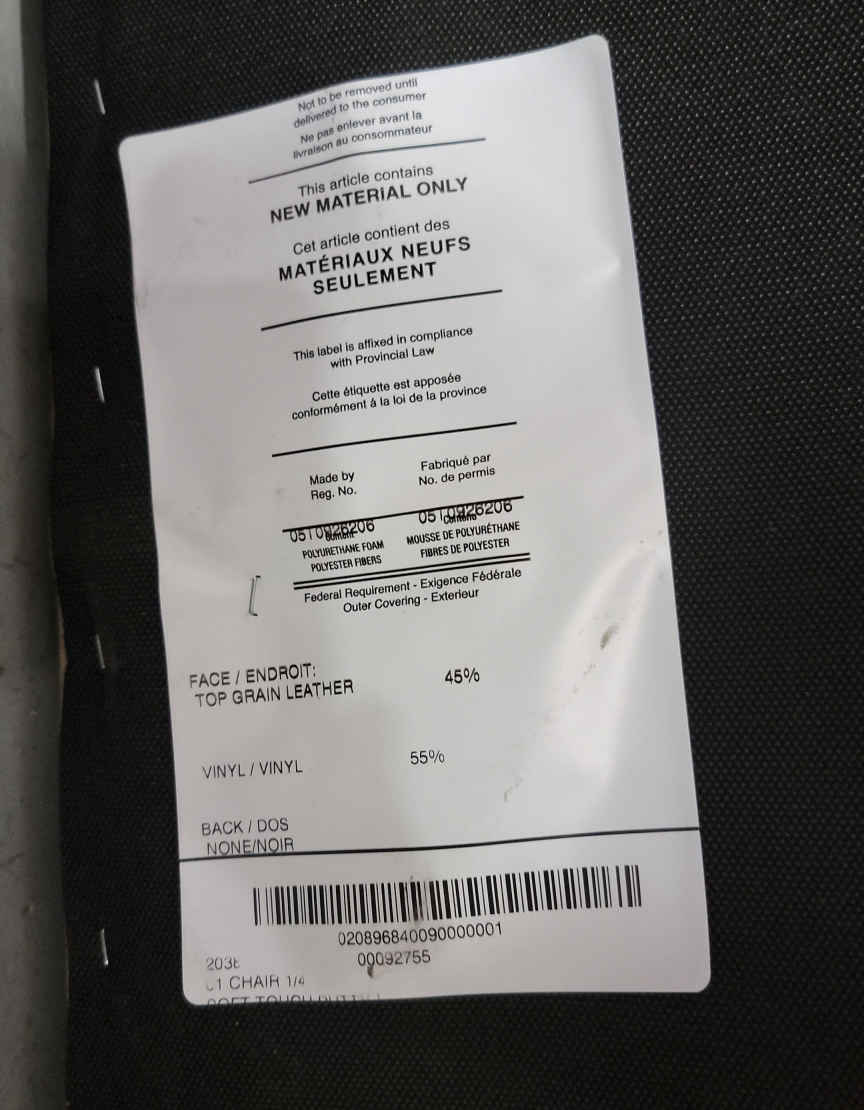 Not to be removed until
delivered to the consumer
Ne pas enlever avant la
livraison au consommateur
This article contains
NEW MATERIAL ONLY
Cet article contient des
MATÉRIAUX NEUFS
SEULEMENT
This label is affixed in compliance
with Provincial Law
Cette étiquette est apposée
conformément á la loi de la province
Made by
Reg. No.
Fabriqué par
No. de permis
0510926206
0510926206
POLYURETHANE FOAM
POLYESTER FIBERS
MOUSSE DE POLYURÉTHANE
FIBRES DE POLYESTER
Federal Requirement - Exigence Fédérale
Outer Covering - Exterieur
FACE / ENDROIT:
TOP GRAIN LEATHER 45%
VINYL / VINYL 55%
BACK / DOS
NONE/NOIR
020896840090000001
00092755
CHAIR 1/4
SOFT TOUCH